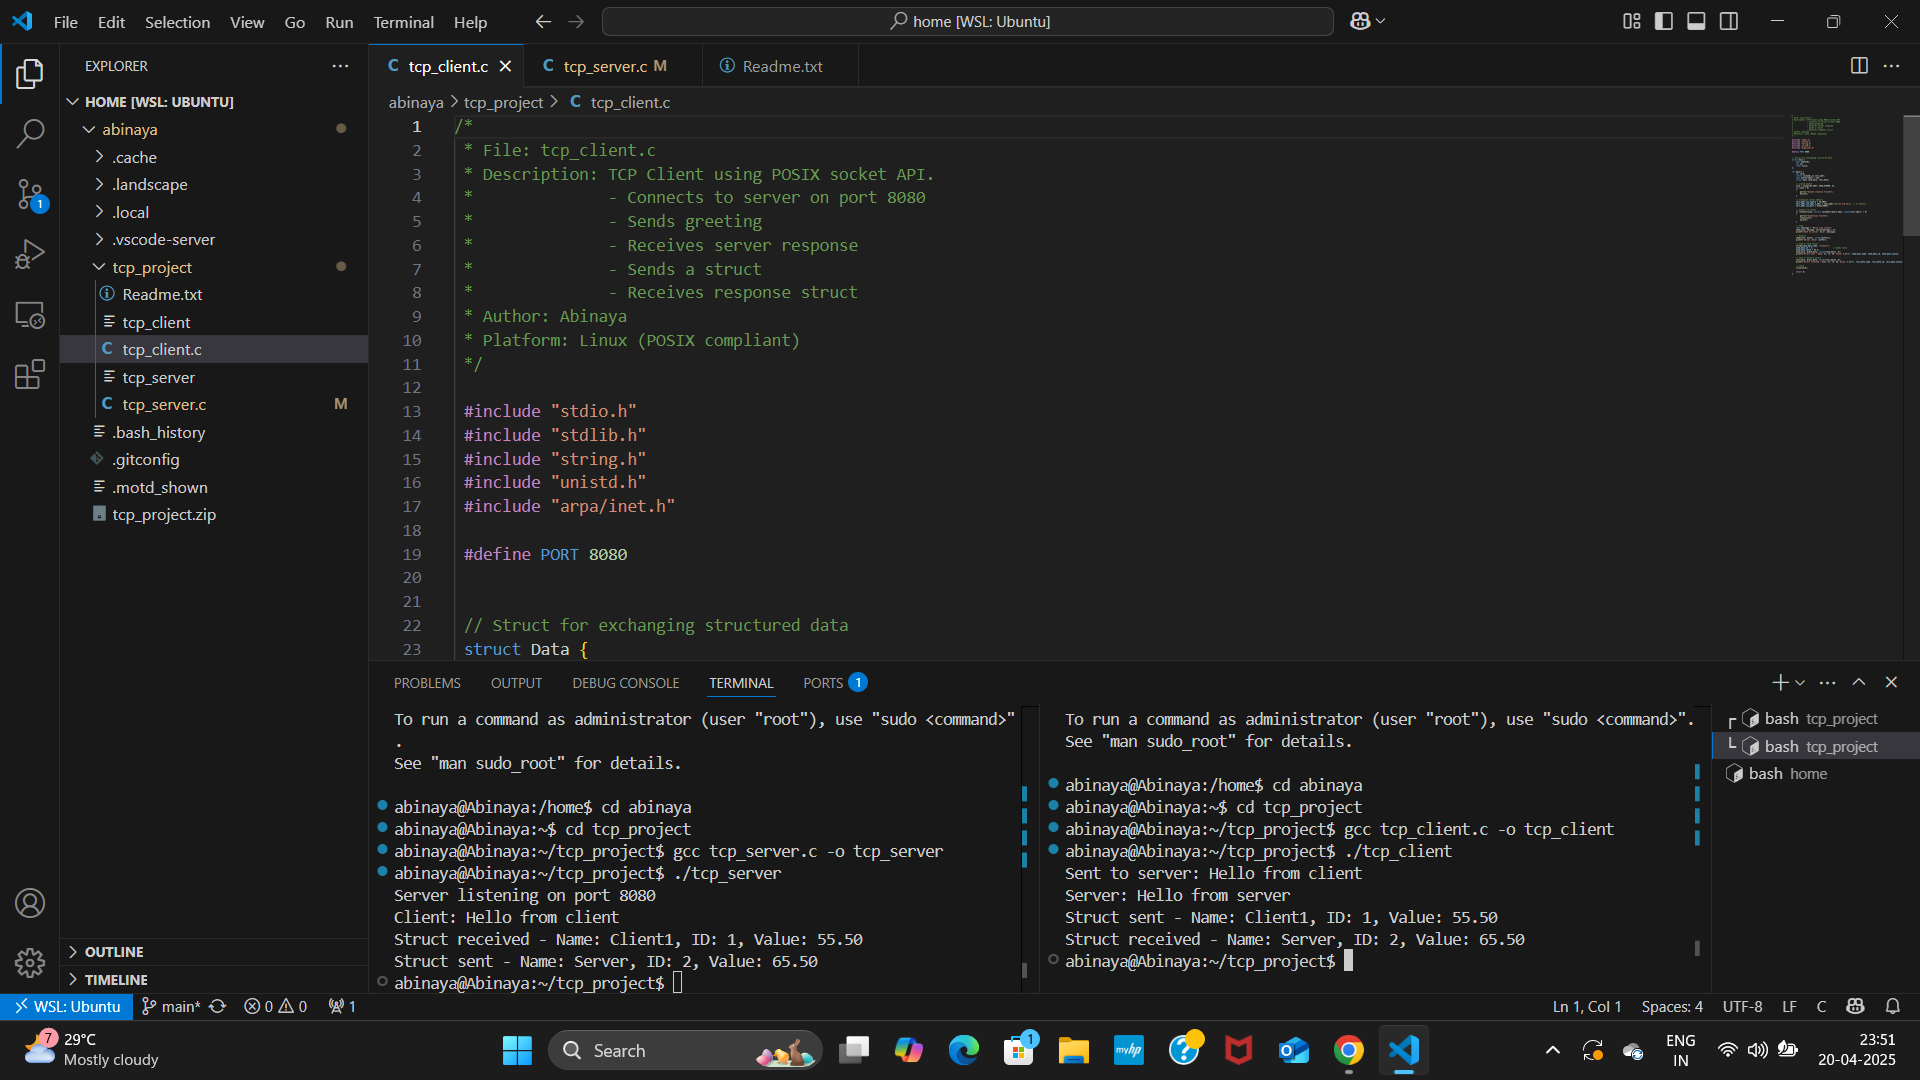 File Edit Selection View Go Run Terminal Help
home [WSL: Ubuntu]
EXPLORER
HOME [WSL: UBUNTU]
abinaya
.cache
.landscape
.local
.vscode-server
tcp_project
Readme.txt
tcp_client
tcp_client.c
tcp_server
tcp_server.c M
.bash_history
.gitconfig
.motd_shown
tcp_project.zip
OUTLINE
TIMELINE
1
C tcp_client.c
C tcp_server.c M
Readme.txt
abinaya > tcp_project > C tcp_client.c
1 /*
2 * File: tcp_client.c
3 * Description: TCP Client using POSIX socket API.
4 * - Connects to server on port 8080
5 * - Sends greeting
6 * - Receives server response
7 * - Sends a struct
8 * - Receives response struct
9 * Author: Abinaya
10 * Platform: Linux (POSIX compliant)
11 */
12
13 #include "stdio.h"
14 #include "stdlib.h"
15 #include "string.h"
16 #include "unistd.h"
17 #include "arpa/inet.h"
18
19 #define PORT 8080
20
21
22 // Struct for exchanging structured data
23 struct Data {
PROBLEMS OUTPUT DEBUG CONSOLE TERMINAL PORTS 1
To run a command as administrator (user "root"), use "sudo <command>"
.
See "man sudo_root" for details.
abinaya@Abinaya:/home$ cd abinaya
abinaya@Abinaya:~$ cd tcp_project
abinaya@Abinaya:~/tcp_project$ gcc tcp_server.c -o tcp_server
abinaya@Abinaya:~/tcp_project$ ./tcp_server
Server listening on port 8080
Client: Hello from client
Struct received - Name: Client1, ID: 1, Value: 55.50
Struct sent - Name: Server, ID: 2, Value: 65.50
abinaya@Abinaya:~/tcp_project$
To run a command as administrator (user "root"), use "sudo <command>".
See "man sudo_root" for details.
abinaya@Abinaya:/home$ cd abinaya
abinaya@Abinaya:~$ cd tcp_project
abinaya@Abinaya:~/tcp_project$ gcc tcp_client.c -o tcp_client
abinaya@Abinaya:~/tcp_project$ ./tcp_client
Sent to server: Hello from client
Server: Hello from server
Struct sent - Name: Client1, ID: 1, Value: 55.50
Struct received - Name: Server, ID: 2, Value: 65.50
abinaya@Abinaya:~/tcp_project$
bash tcp_project
bash tcp_project
bash home
WSL: Ubuntu main* 0 0 1
Ln 1, Col 1 Spaces: 4 UTF-8 LF C
7
29°C
Mostly cloudy
Search
1
myhp
ENG
IN
23:51
20-04-2025